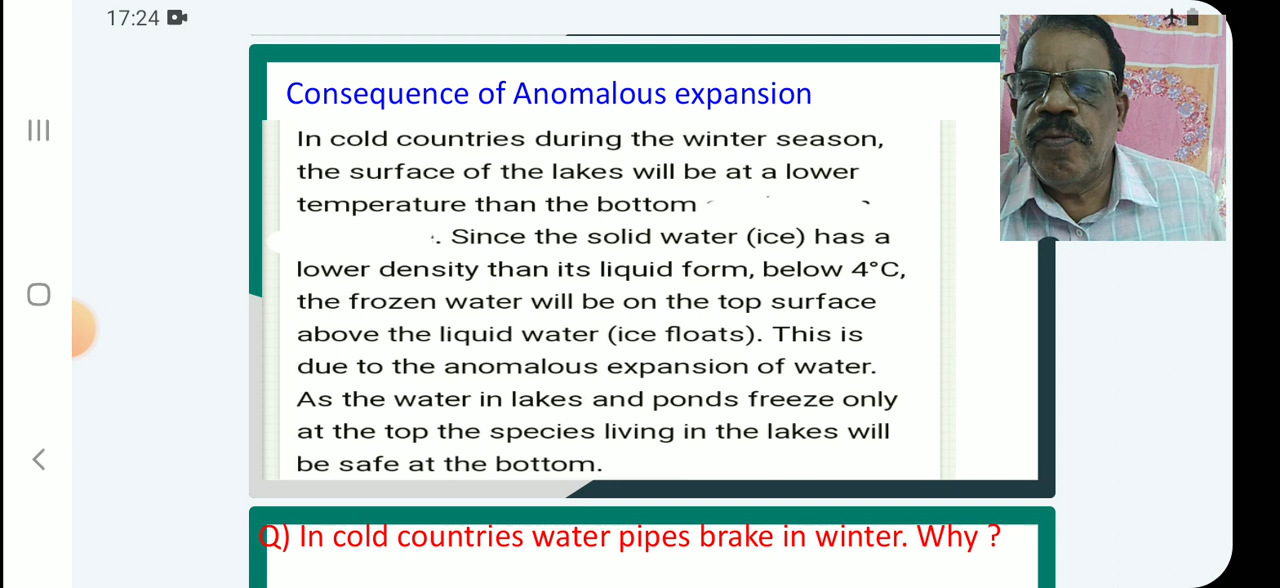 17:24
Consequence of Anomalous expansion
In cold countries during the winter season,
the surface of the lakes will be at a lower
temperature than the bottom
. Since the solid water (ice) has a
lower density than its liquid form, below 4°C,
the frozen water will be on the top surface
above the liquid water (ice floats). This is
due to the anomalous expansion of water.
As the water in lakes and ponds freeze only
at the top the species living in the lakes will
be safe at the bottom.
Q) In cold countries water pipes brake in winter. Why ?